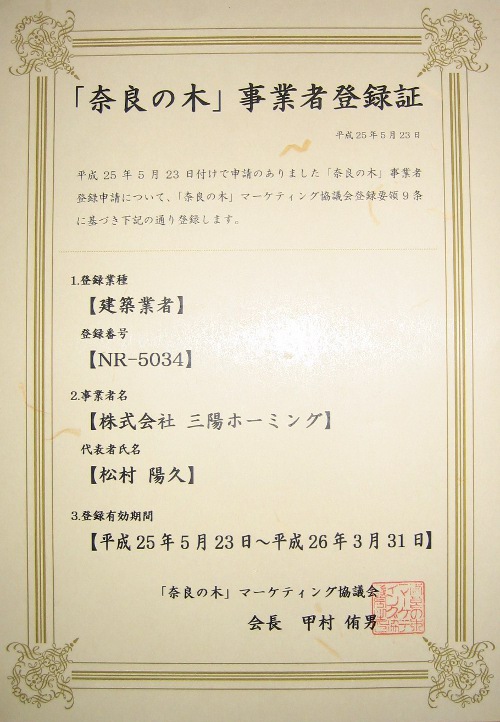 「奈良の木」事業者登録証
平成25年5月23日
平成 25 年 5 月 23 日付けで申請のありました「奈良の木」事業者
登録申請について、「奈良の木」マーケティング協議会登録要領9条
に基づき下記の通り登録します。
1.登録業種
【建築業者】
登録番号
【NR-5034】
2.事業者名
【株式会社 三陽ホーミング】
代表者氏名
【松村 陽久】
3.登録有効期間
【平成25年5月23日～平成26年3月31日】
「奈良の木」マーケティング協議会
会長 甲村 侑男